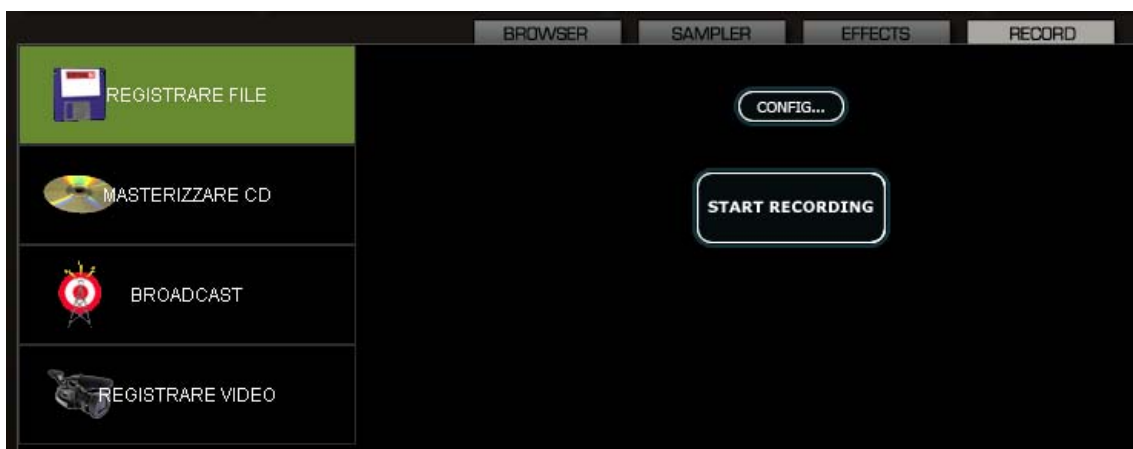 BROWSER SAMPLER EFFECTS RECORD
REGISTRARE FILE
CONFIG...
MASTERIZZARE CD
START RECORDING
BROADCAST
REGISTRARE VIDEO